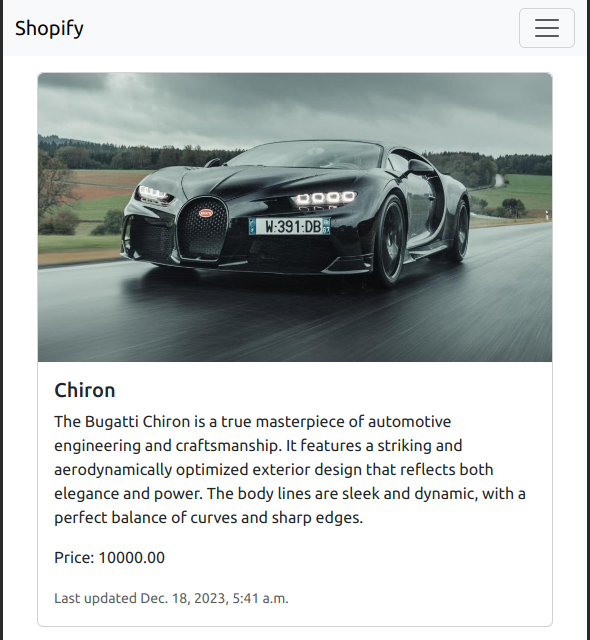 Shopify
W-391-DB
Chiron
The Bugatti Chiron is a true masterpiece of automotive
engineering and craftsmanship. It features a striking and
aerodynamically optimized exterior design that reflects both
elegance and power. The body lines are sleek and dynamic, with a
perfect balance of curves and sharp edges.
Price: 10000.00
Last updated Dec. 18, 2023, 5:41 a.m.